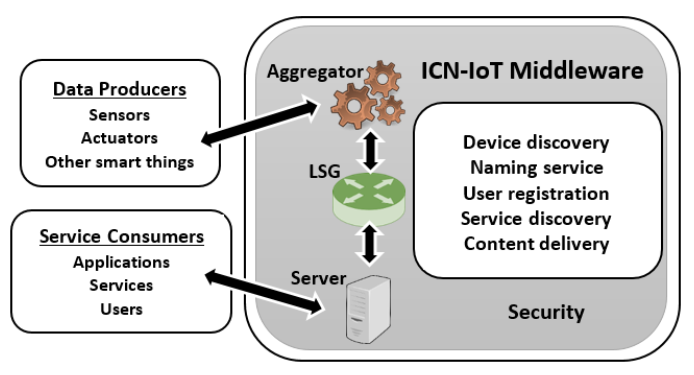 Data Producers
Sensors
Actuators
Other smart things
Service Consumers
Applications
Services
Users
ICN-IoT Middleware
Aggregator
LSG
Server
Device discovery
Naming service
User registration
Service discovery
Content delivery
Security